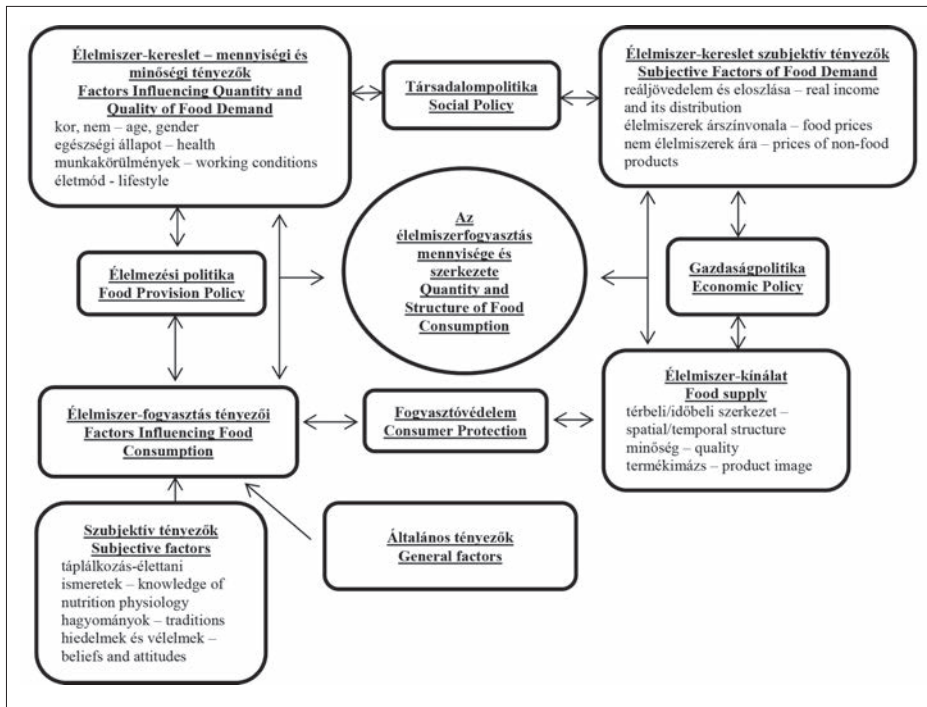 Élelmiszer-kereslet – mennyiségi és
minőségi tényezők
Factors Influencing Quantity and
Quality of Food Demand
kor, nem – age, gender
egészségi állapot – health
munkakörülmények – working conditions
életmód - lifestyle
Társadalompolitika
Social Policy
Élelmiszer-kereslet szubjektív tényezők
Subjective Factors of Food Demand
reáljövedelem és eloszlása – real income
and its distribution
élelmiszerek árszínvonala – food prices
nem élelmiszerek ára – prices of non-food
products
Élelmezési politika
Food Provision Policy
Az
élelmiszerfogyasztás
mennyisége és
szerkezete
Quantity and
Structure of Food
Consumption
Gazdaságpolitika
Economic Policy
Élelmiszer-fogyasztás tényezői
Factors Influencing Food
Consumption
Fogyasztóvédelem
Consumer Protection
Élelmiszer-kínálat
Food supply
térbeli/időbeli szerkezet –
spatial/temporal structure
minőség – quality
termékimázs – product image
Szubjektív tényezők
Subjective factors
táplálkozás-élettani
ismeretek – knowledge of
nutrition physiology
hagyományok – traditions
hiedelmek és vélelmek –
beliefs and attitudes
Általános tényezők
General factors